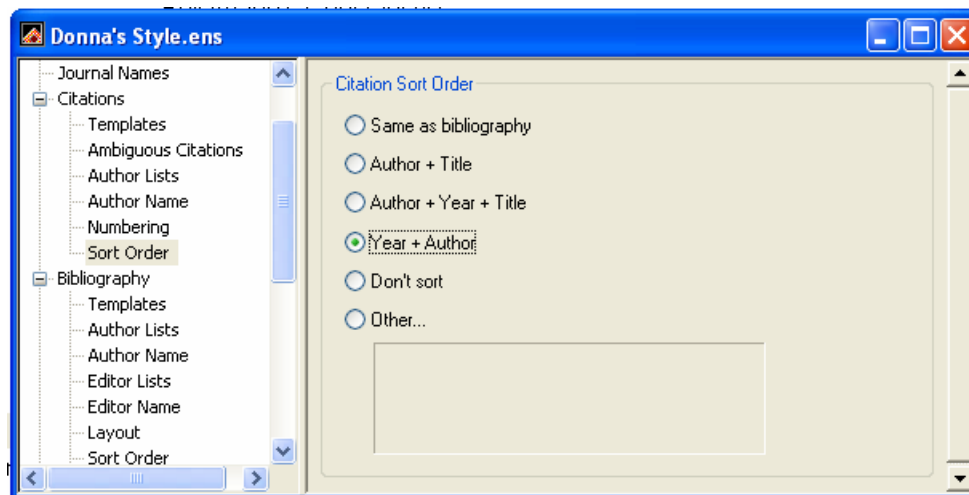 Donna's Style.ens
Journal Names
Citations
Templates
Ambiguous Citations
Author Lists
Author Name
Numbering
Sort Order
Bibliography
Templates
Author Lists
Author Name
Editor Lists
Editor Name
Layout
Sort Order
Citation Sort Order
Same as bibliography
Author + Title
Author + Year + Title
Year + Author
Don't sort
Other...